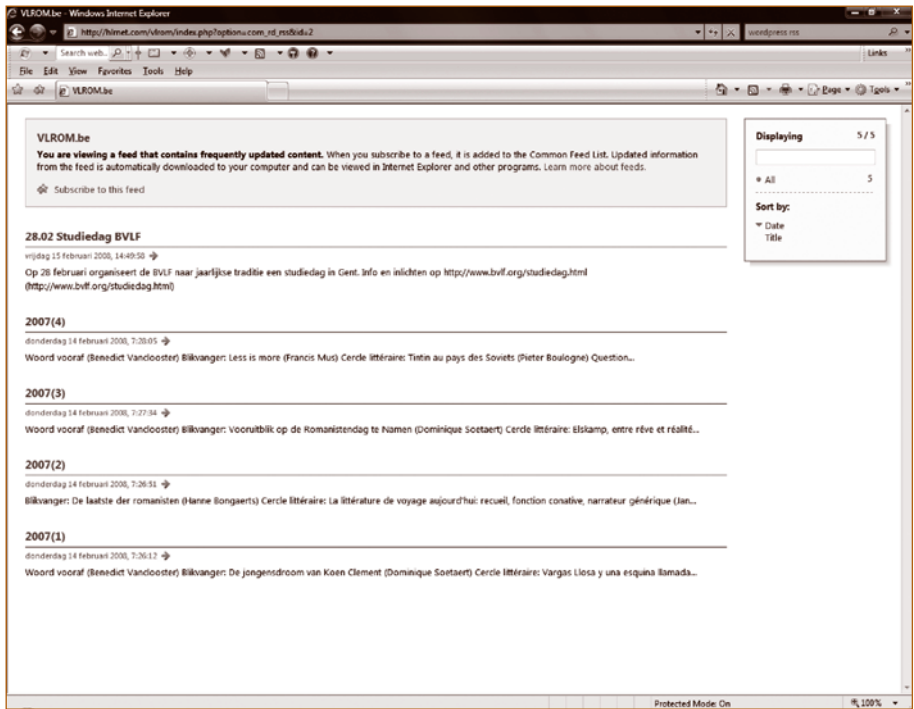 VLROM.be - Windows Internet Explorer
http://hlrnet.com/vlrom/index.php?option=com_rd_rss&id=2
wordpress rss
Search web..
Links
File Edit View Favorites Tools Help
VLROM.be
Page Tools
VLROM.be
You are viewing a feed that contains frequently updated content. When you subscribe to a feed, it is added to the Common Feed List. Updated information
from the feed is automatically downloaded to your computer and can be viewed in Internet Explorer and other programs. Learn more about feeds.
Subscribe to this feed
Displaying 5 / 5
All 5
Sort by:
Date
Title
28.02 Studiedag BVLF
vrijdag 15 februari 2008, 14:49:58
Op 28 februari organiseert de BVLF naar jaarlijkse traditie een studiedag in Gent. Info en inlichten op http://www.bvlf.org/studiedag.html
(http://www.bvlf.org/studiedag.html)
2007(4)
donderdag 14 februari 2008, 7:28:05
Woord vooraf (Benedict Vanclooster) Blikvanger: Less is more (Francis Mus) Cercle littéraire: Tintin au pays des Soviets (Pieter Boulogne) Question...
2007(3)
donderdag 14 februari 2008, 7:27:34
Woord vooraf (Benedict Vanclooster) Blikvanger: Vooruitblik op de Romanistendag te Namen (Dominique Soetaert) Cercle littéraire: Elskamp, entre rêve et réalité...
2007(2)
donderdag 14 februari 2008, 7:26:51
Blikvanger: De laatste der romanisten (Hanne Bongaerts) Cercle littéraire: La littérature de voyage aujourd'hui: recueil, fonction conative, narrateur générique (Jan...
2007(1)
donderdag 14 februari 2008, 7:26:12
Woord vooraf (Benedict Vanclooster) Blikvanger: De jongensdroom van Koen Clement (Dominique Soetaert) Cercle littéraire: Vargas Llosa y una esquina llamada...
Protected Mode: On
100%